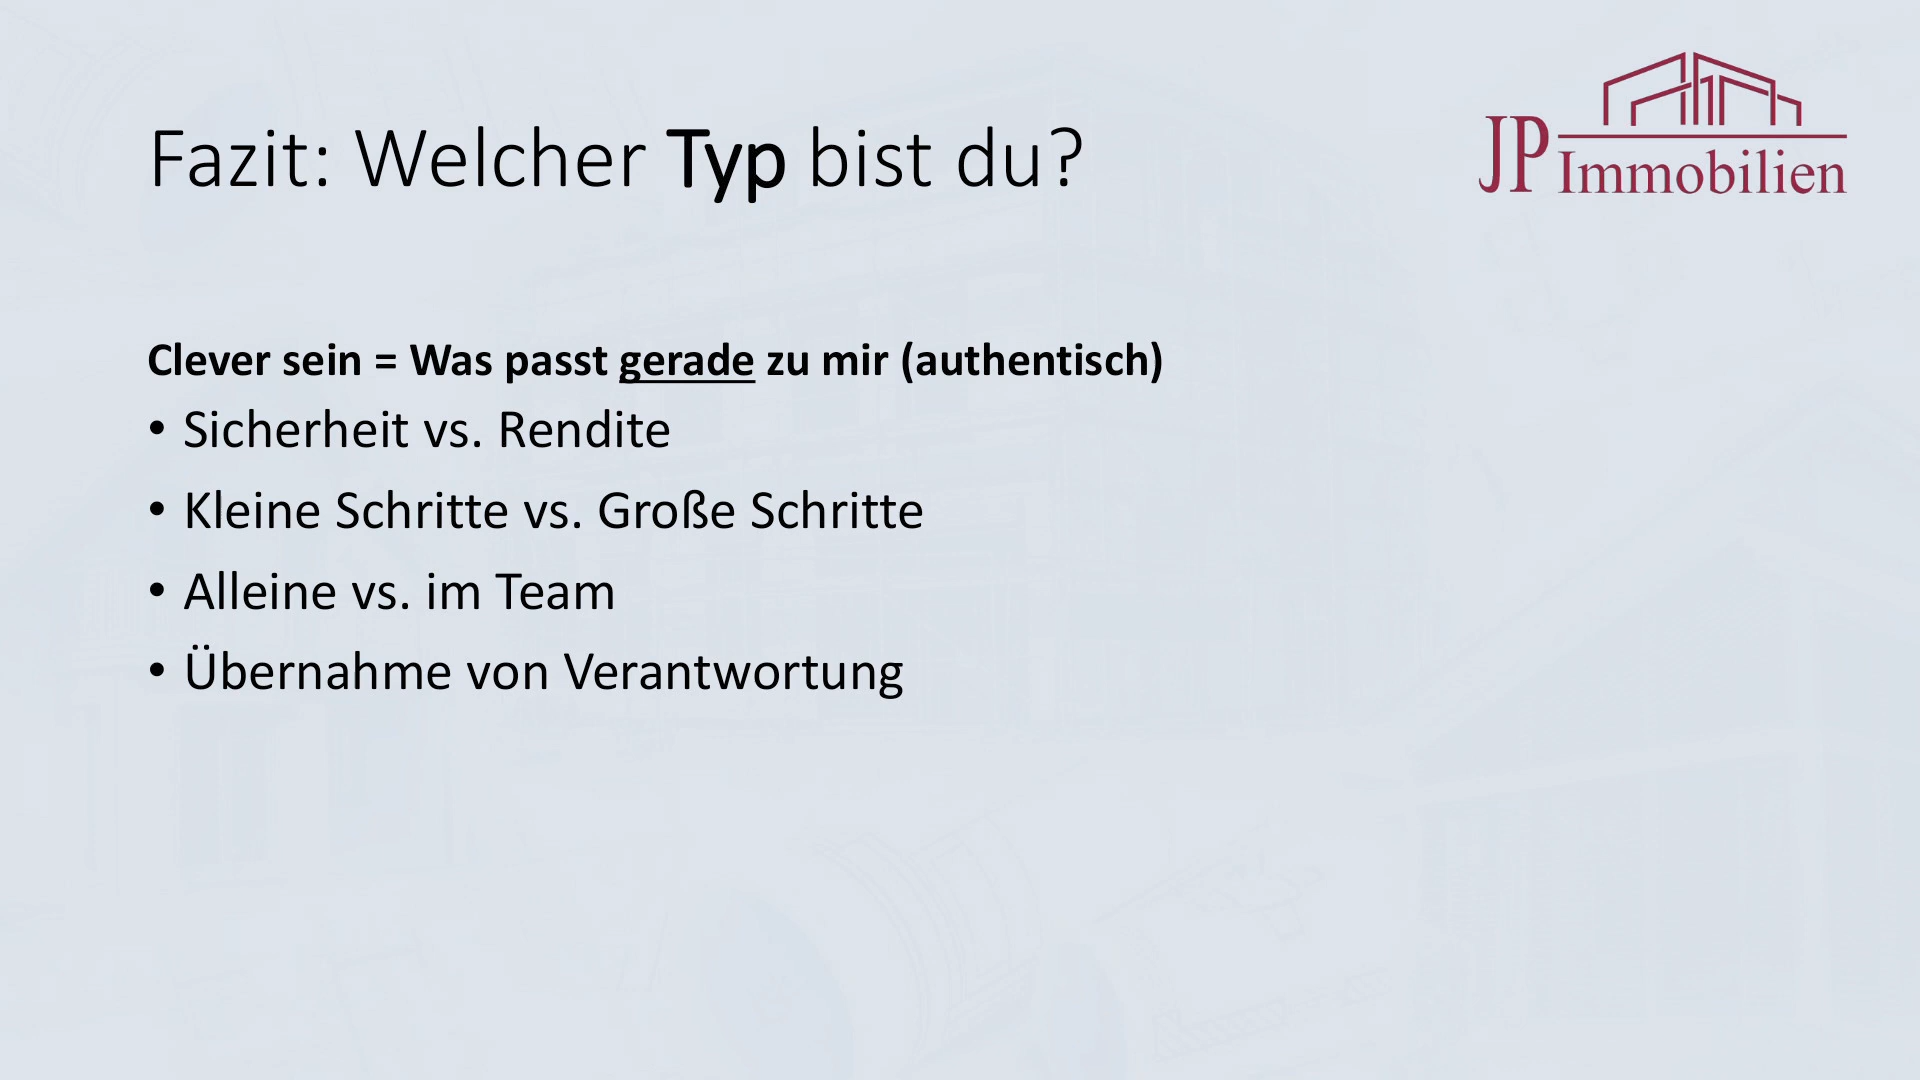 Fazit: Welcher Typ bist du?
JP Immobilien
Clever sein = Was passt gerade zu mir (authentisch)
• Sicherheit vs. Rendite
• Kleine Schritte vs. Große Schritte
• Alleine vs. im Team
• Übernahme von Verantwortung